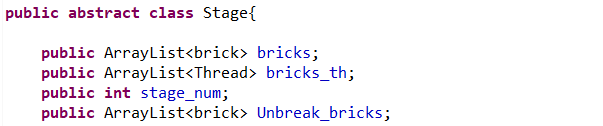 public abstract class Stage{
public ArrayList<brick> bricks;
public ArrayList<Thread> bricks_th;
public int stage_num;
public ArrayList<brick> Unbreak_bricks;